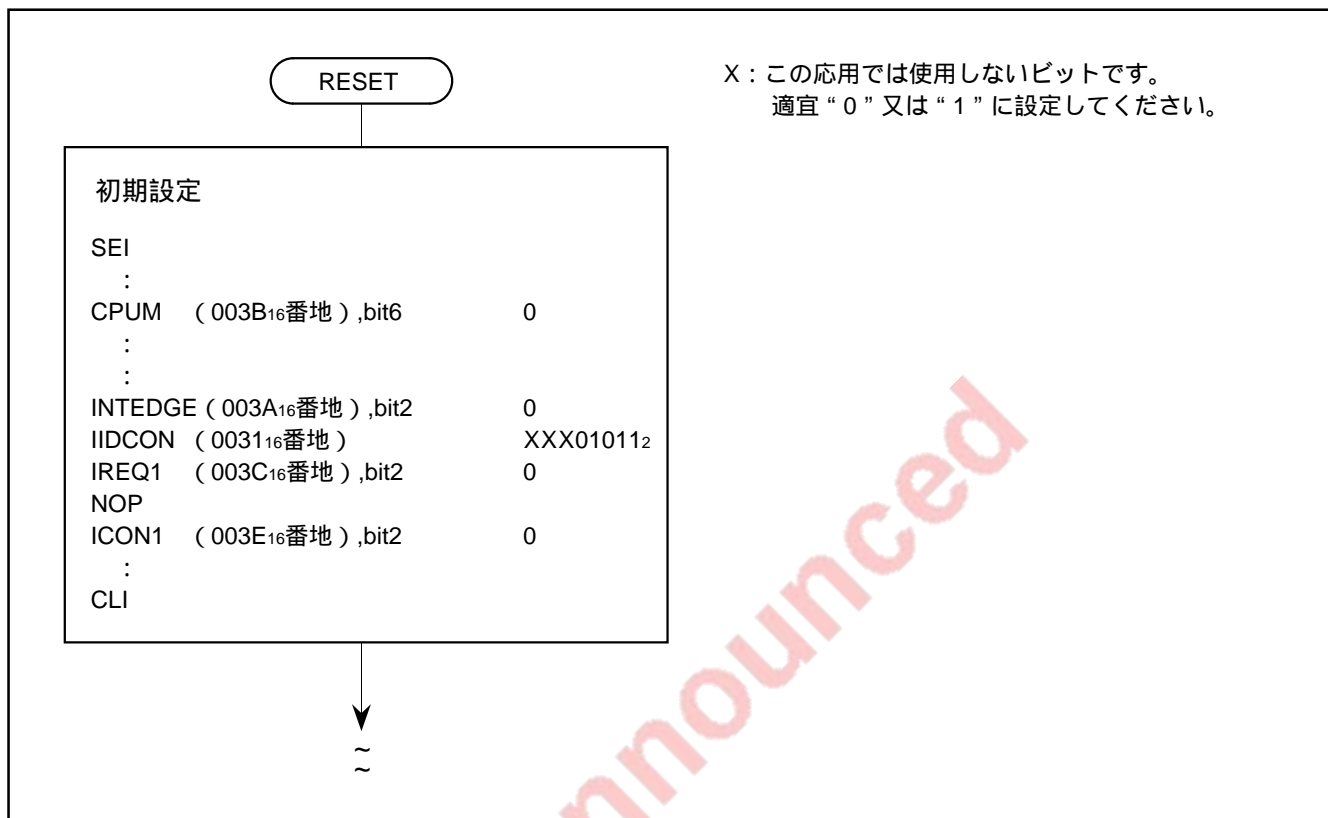 RESET
X：この応用では使用しないビットです。
適宜“0”又は“1”に設定してください。
初期設定
SEI
:
CPUM （003B16番地）,bit6 0
:
:
INTEDGE（003A16番地）,bit2 0
IIDCON （003116番地） XXX010112
IREQ1 （003C16番地）,bit2 0
NOP
ICON1 （003E16番地）,bit2 0
:
CLI
~
~
nnounced